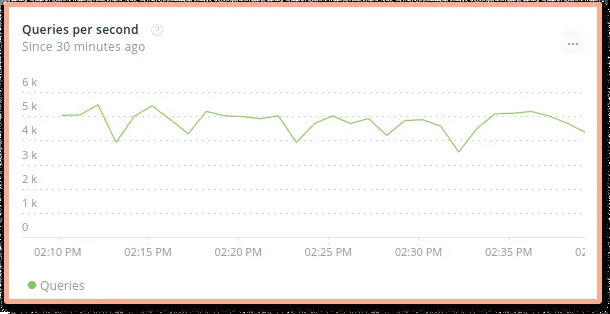 Queries per second ?
Since 30 minutes ago
...
6 k
5 k
4 k
3 k
2 k
1 k
0
02:10 PM 02:15 PM 02:20 PM 02:25 PM 02:30 PM 02:35 PM 02
Queries